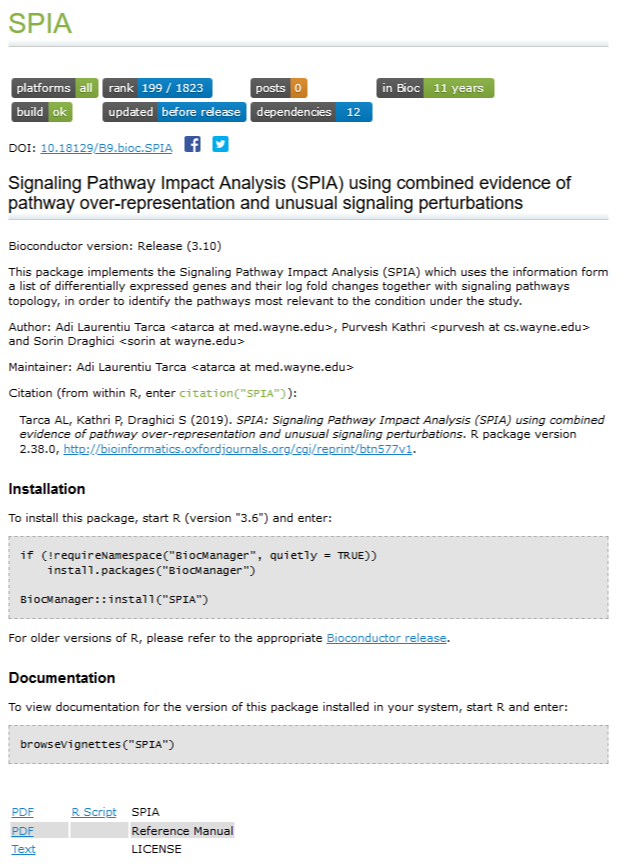 SPIA
platforms all rank 199 / 1823 posts 0 in Bioc 11 years
build ok updated before release dependencies 12
DOI: 10.18129/B9.bioc.SPIA
Signaling Pathway Impact Analysis (SPIA) using combined evidence of
pathway over-representation and unusual signaling perturbations
Bioconductor version: Release (3.10)
This package implements the Signaling Pathway Impact Analysis (SPIA) which uses the information form
a list of differentially expressed genes and their log fold changes together with signaling pathways
topology, in order to identify the pathways most relevant to the condition under the study.
Author: Adi Laurentiu Tarca <atarca at med.wayne.edu>, Purvesh Kathri <purvesh at cs.wayne.edu>
and Sorin Draghici <sorin at wayne.edu>
Maintainer: Adi Laurentiu Tarca <atarca at med.wayne.edu>
Citation (from within R, enter citation("SPIA")):
Tarca AL, Kathri P, Draghici S (2019). SPIA: Signaling Pathway Impact Analysis (SPIA) using combined
evidence of pathway over-representation and unusual signaling perturbations. R package version
2.38.0, http://bioinformatics.oxfordjournals.org/cgi/reprint/btn577v1.
Installation
To install this package, start R (version "3.6") and enter:
if (!requireNamespace("BiocManager", quietly = TRUE))
    install.packages("BiocManager")
BiocManager::install("SPIA")
For older versions of R, please refer to the appropriate Bioconductor release.
Documentation
To view documentation for the version of this package installed in your system, start R and enter:
browseVignettes("SPIA")
PDF R Script SPIA
PDF Reference Manual
Text LICENSE